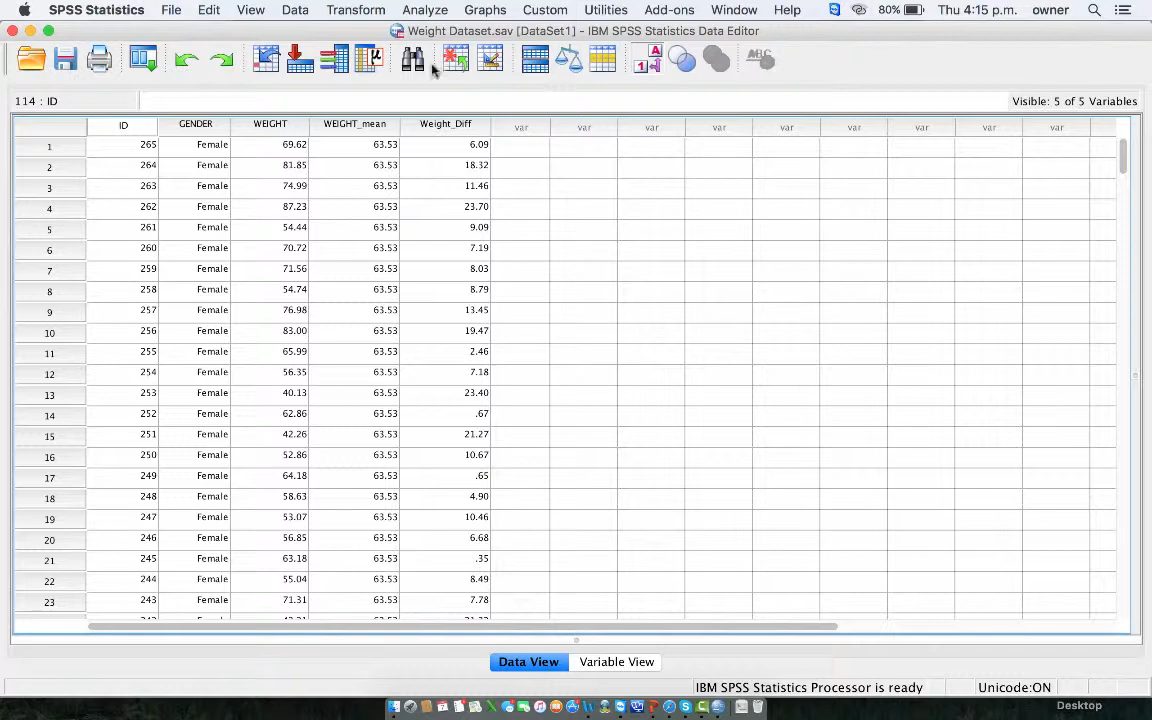 SPSS Statistics File Edit View Data Transform Analyze Graphs Custom Utilities Add-ons Window Help 80% Thu 4:15 p.m. owner
Weight Dataset.sav [DataSet1] - IBM SPSS Statistics Data Editor
114 : ID Visible: 5 of 5 Variables
ID GENDER WEIGHT WEIGHT_mean Weight_Diff var var var var var var var var var
1 265 Female 69.62 63.53 6.09
2 264 Female 81.85 63.53 18.32
3 263 Female 74.99 63.53 11.46
4 262 Female 87.23 63.53 23.70
5 261 Female 54.44 63.53 9.09
6 260 Female 70.72 63.53 7.19
7 259 Female 71.56 63.53 8.03
8 258 Female 54.74 63.53 8.79
9 257 Female 76.98 63.53 13.45
10 256 Female 83.00 63.53 19.47
11 255 Female 65.99 63.53 2.46
12 254 Female 56.35 63.53 7.18
13 253 Female 40.13 63.53 23.40
14 252 Female 62.86 63.53 .67
15 251 Female 42.26 63.53 21.27
16 250 Female 52.86 63.53 10.67
17 249 Female 64.18 63.53 .65
18 248 Female 58.63 63.53 4.90
19 247 Female 53.07 63.53 10.46
20 246 Female 56.85 63.53 6.68
21 245 Female 63.18 63.53 .35
22 244 Female 55.04 63.53 8.49
23 243 Female 71.31 63.53 7.78
Data View Variable View
IBM SPSS Statistics Processor is ready Unicode:ON
Desktop